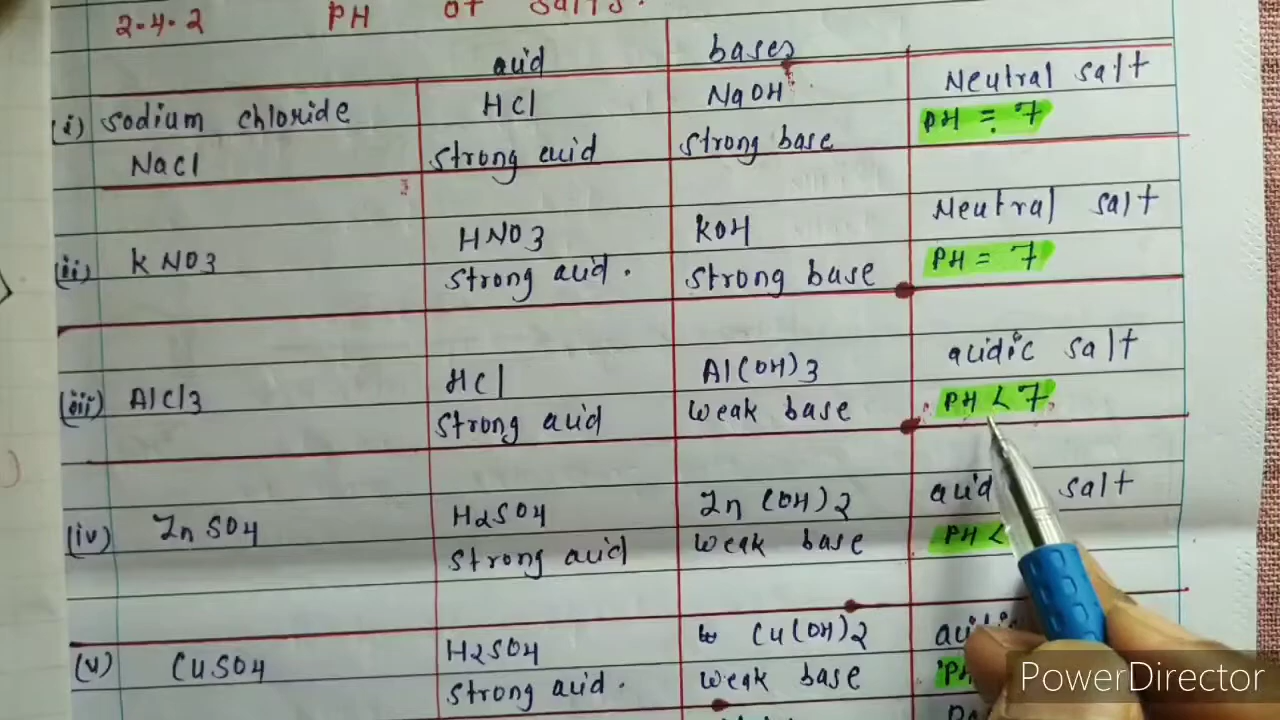 2.4.2 PH of salts.
acid bases
(i) sodium chloride HCl NaOH Neutral salt
NaCl strong acid strong base PH = 7
(ii) KNO3 HNO3 KOH Neutral salt
strong acid. strong base PH = 7
(iii) AlCl3 HCl Al(OH)3 acidic salt
strong acid weak base PH < 7
(iv) ZnSO4 H2SO4 Zn(OH)2 salt
strong acid weak base PH <
(v) CuSO4 H2SO4 Cu(OH)2
strong acid. weak base PH
PowerDirector